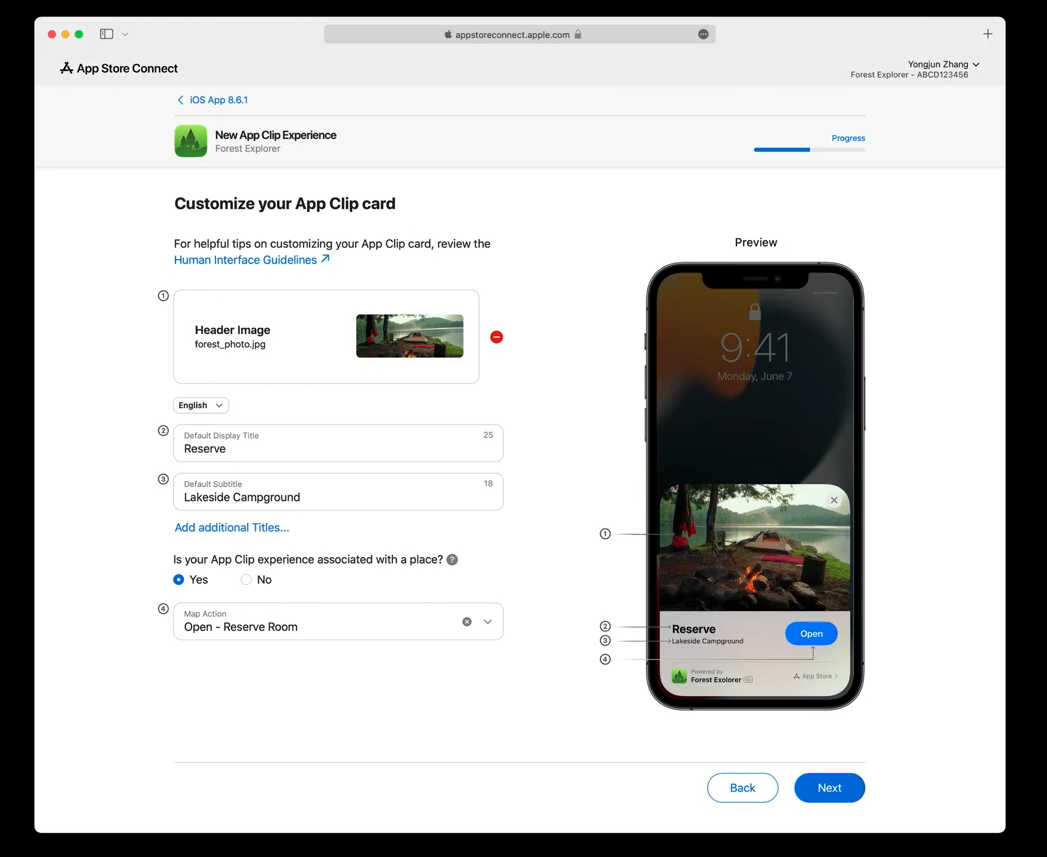 appstoreconnect.apple.com
App Store Connect
Yongjun Zhang
Forest Explorer - ABCD123456
iOS App 8.6.1
New App Clip Experience
Forest Explorer
Progress
Customize your App Clip card
For helpful tips on customizing your App Clip card, review the
Human Interface Guidelines
1
Header Image
forest_photo.jpg
English
2
Default Display Title
25
Reserve
3
Default Subtitle
18
Lakeside Campground
Add additional Titles...
Is your App Clip experience associated with a place? ?
Yes
No
4
Map Action
Open - Reserve Room
Preview
9:41
Monday, June 7
1
2
Reserve
3
Lakeside Campground
Open
4
Powered by
Forest Exolorer
App Store
Back
Next